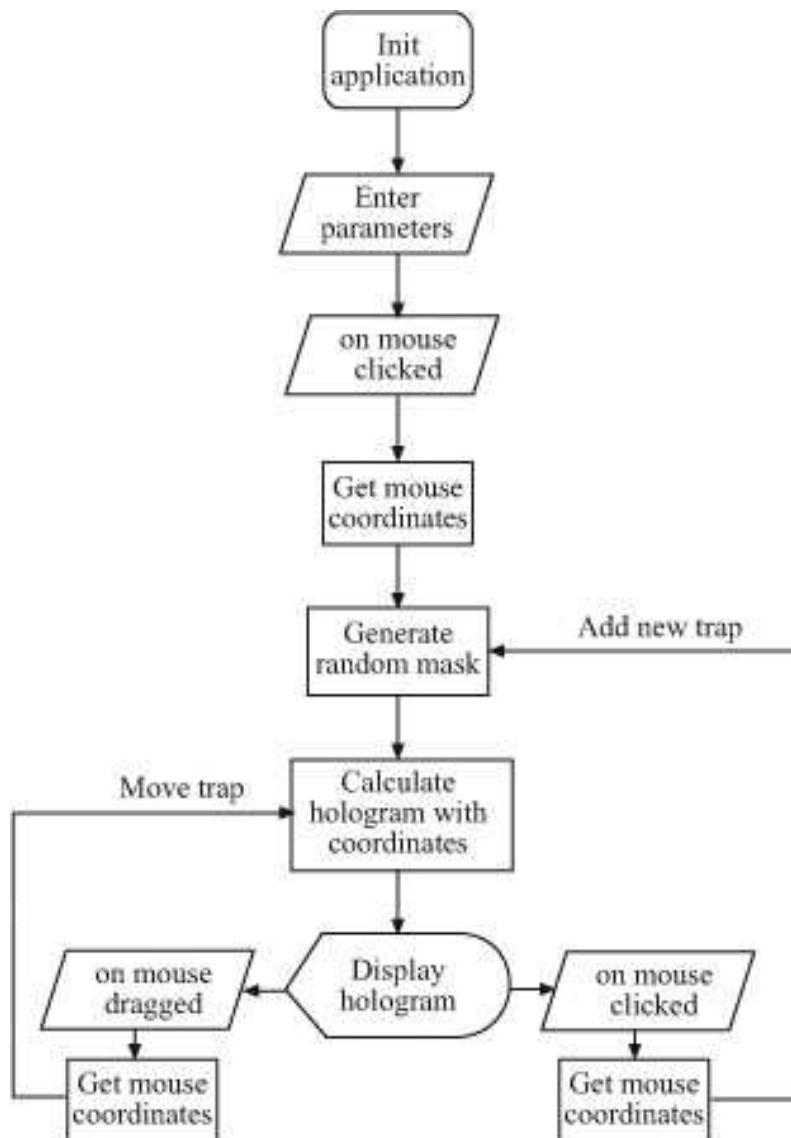 Init
application
Enter
parameters
on mouse
clicked
Get mouse
coordinates
Generate
random mask
Add new trap
Move trap
Calculate
hologram with
coordinates
Display
hologram
on mouse
dragged
on mouse
clicked
Get mouse
coordinates
Get mouse
coordinates